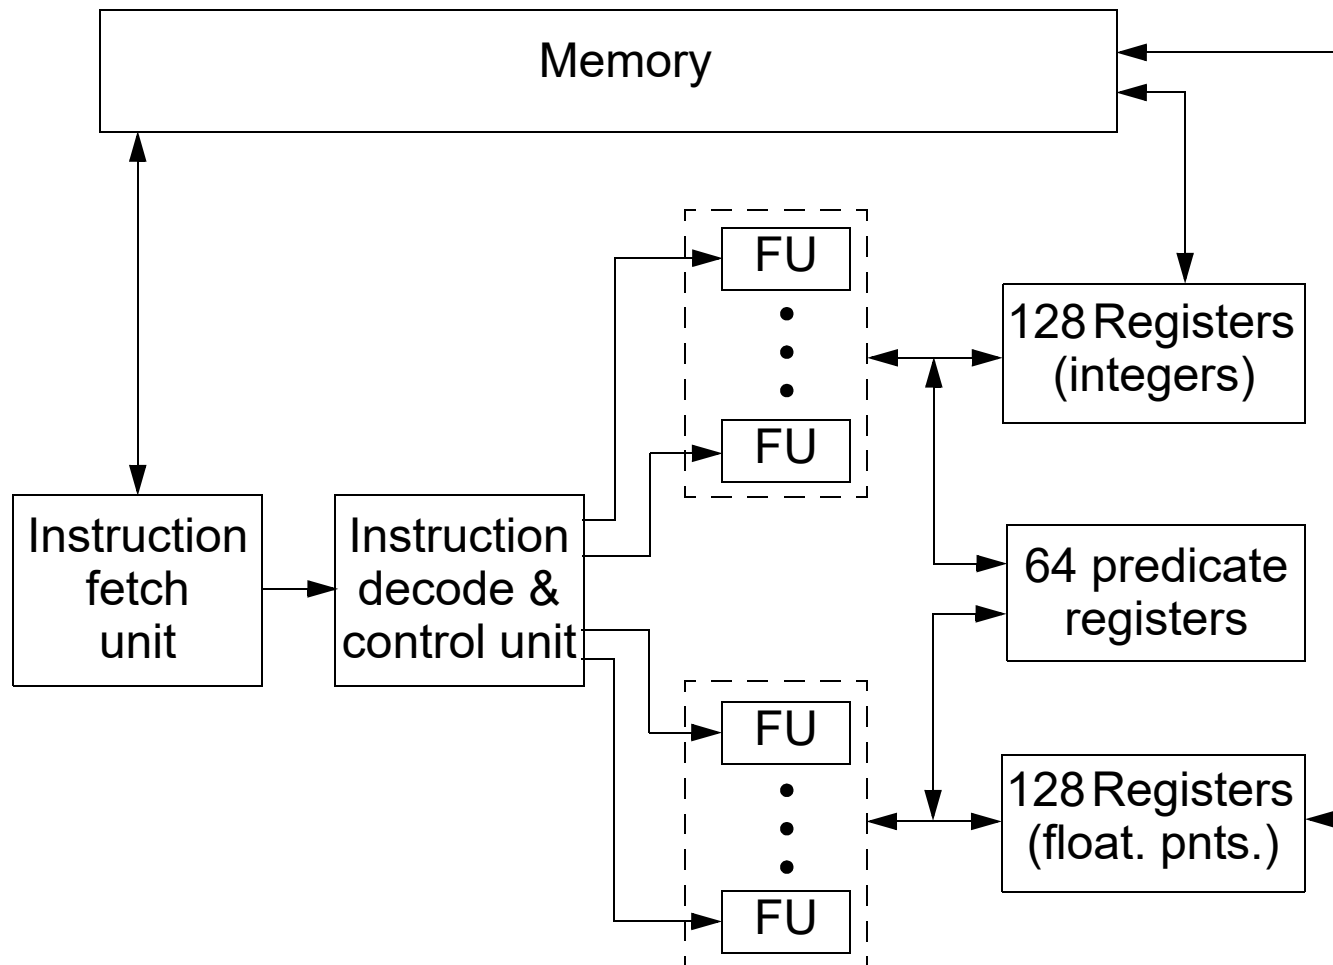 Memory
FU
128 Registers
(integers)
FU
Instruction
fetch
unit
Instruction
decode &
control unit
64 predicate
registers
FU
128 Registers
(float. pnts.)
FU